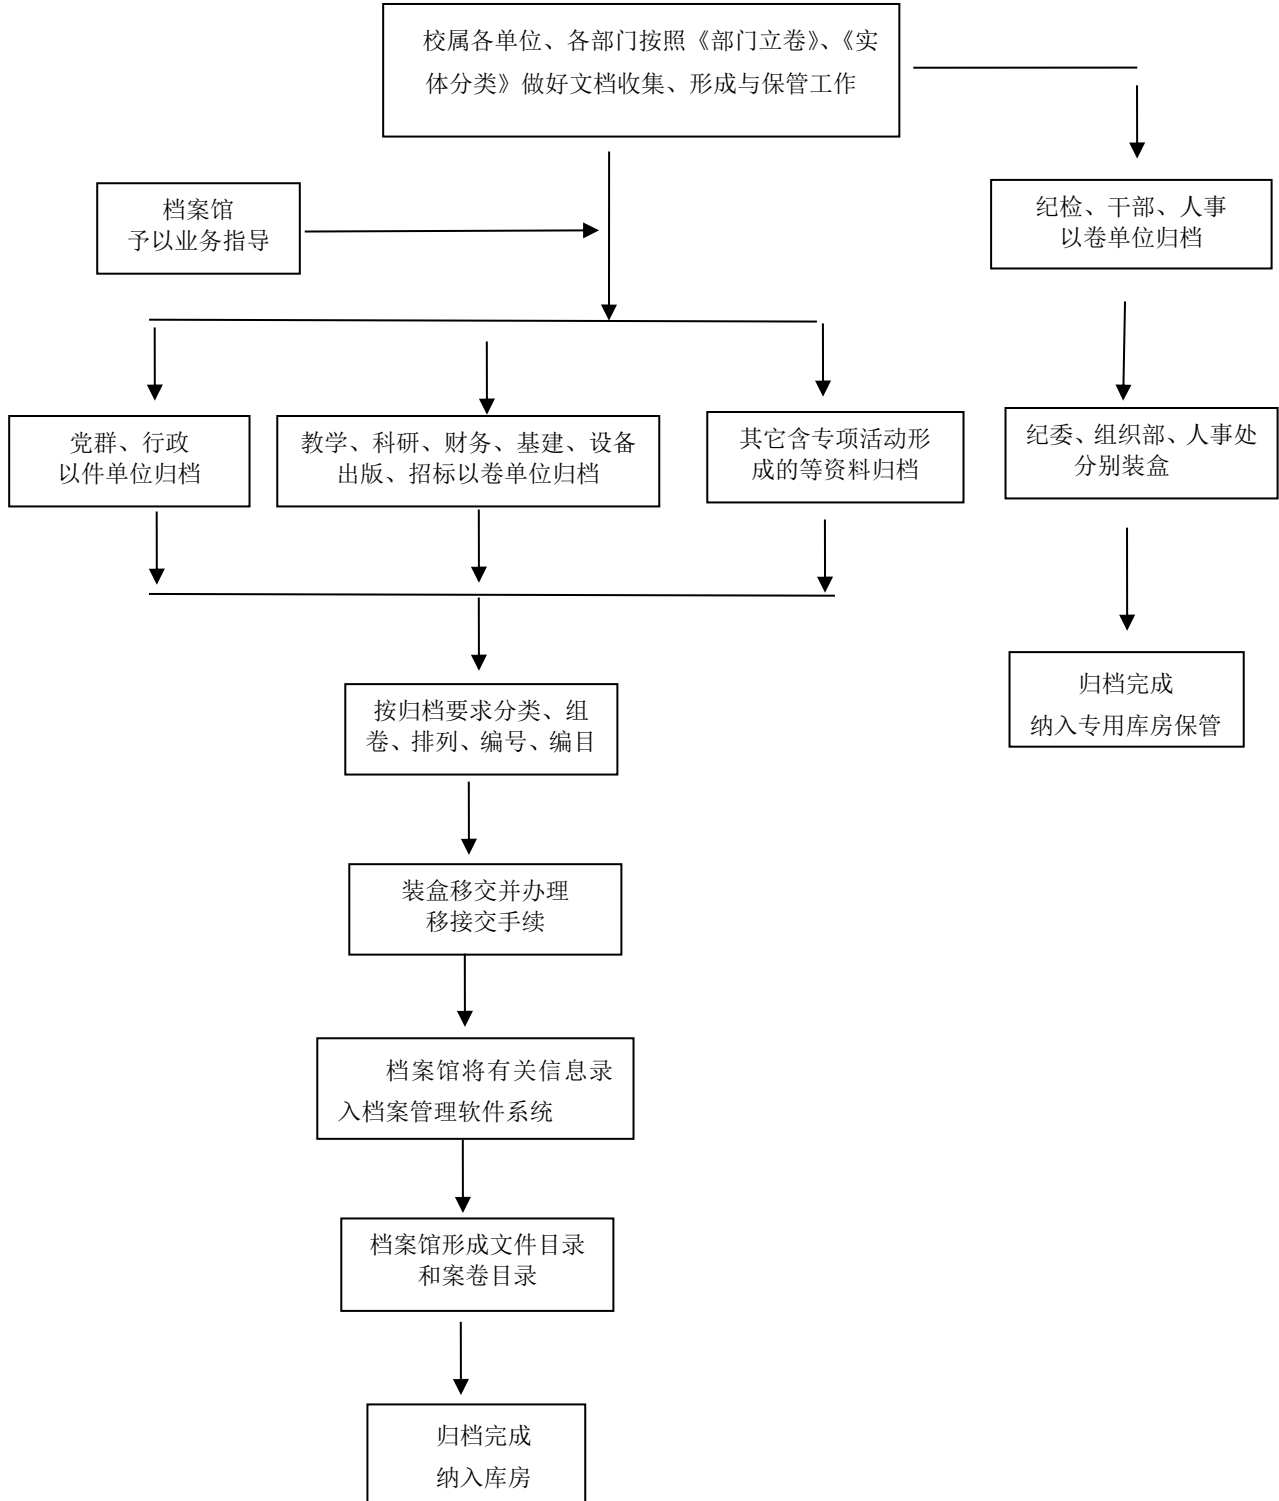 校属各单位、各部门按照《部门立卷》、《实
体分类》做好文档收集、形成与保管工作
档案馆
予以业务指导
纪检、干部、人事
以卷单位归档
党群、行政
以件单位归档
教学、科研、财务、基建、设备
出版、招标以卷单位归档
其它含专项活动形
成的等资料归档
纪委、组织部、人事处
分别装盒
按归档要求分类、组
卷、排列、编号、编目
归档完成
纳入专用库房保管
装盒移交并办理
移接交手续
档案馆将有关信息录
入档案管理软件系统
档案馆形成文件目录
和案卷目录
归档完成
纳入库房